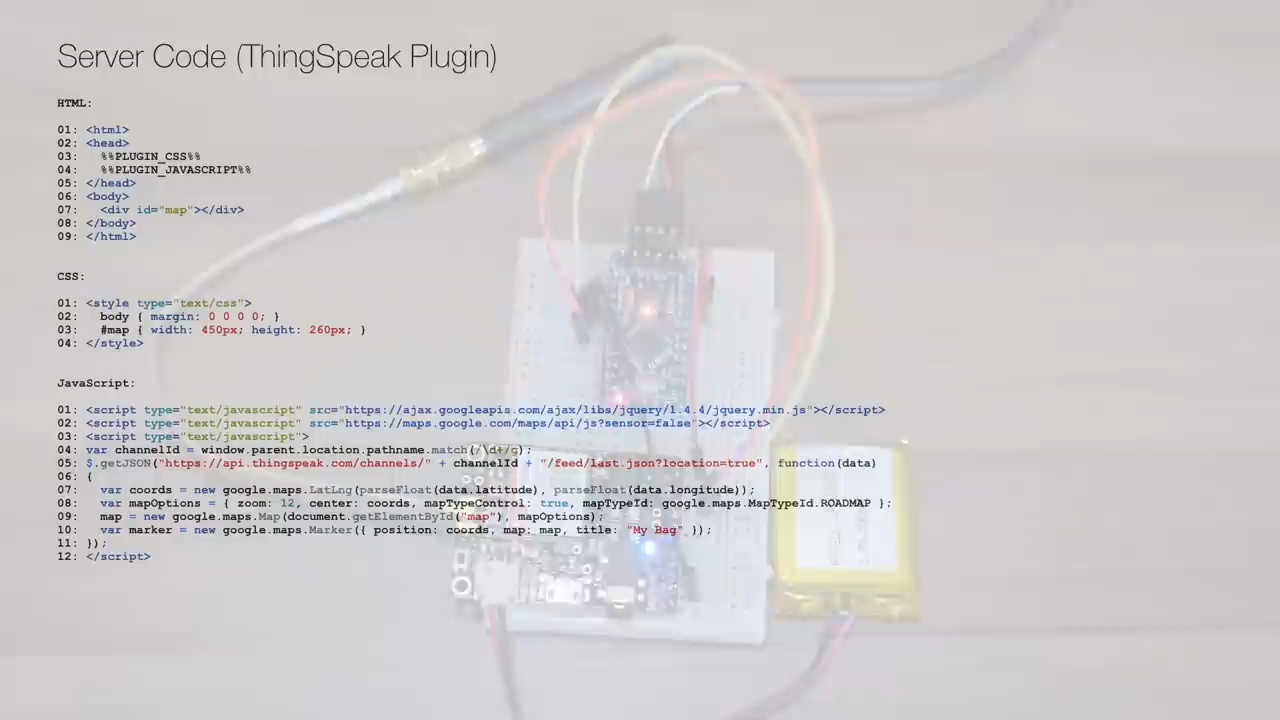 Server Code (ThingSpeak Plugin)
HTML:
01: <html>
02: <head>
03:   %%PLUGIN_CSS%%
04:   %%PLUGIN_JAVASCRIPT%%
05: </head>
06: <body>
07:   <div id="map"></div>
08: </body>
09: </html>
CSS:
01: <style type="text/css">
02:   body { margin: 0 0 0 0; }
03:   #map { width: 450px; height: 260px; }
04: </style>
JavaScript:
01: <script type="text/javascript" src="https://ajax.googleapis.com/ajax/libs/jquery/1.4.4/jquery.min.js"></script>
02: <script type="text/javascript" src="https://maps.google.com/maps/api/js?sensor=false"></script>
03: <script type="text/javascript">
04: var channelId = window.parent.location.pathname.match(/\d+/g);
05: $.getJSON("https://api.thingspeak.com/channels/" + channelId + "/feed/last.json?location=true", function(data)
06: {
07:   var coords = new google.maps.LatLng(parseFloat(data.latitude), parseFloat(data.longitude));
08:   var mapOptions = { zoom: 12, center: coords, mapTypeControl: true, mapTypeId: google.maps.MapTypeId.ROADMAP };
09:   map = new google.maps.Map(document.getElementById("map"), mapOptions);
10:   var marker = new google.maps.Marker({ position: coords, map: map, title: "My Bag" });
11: });
12: </script>